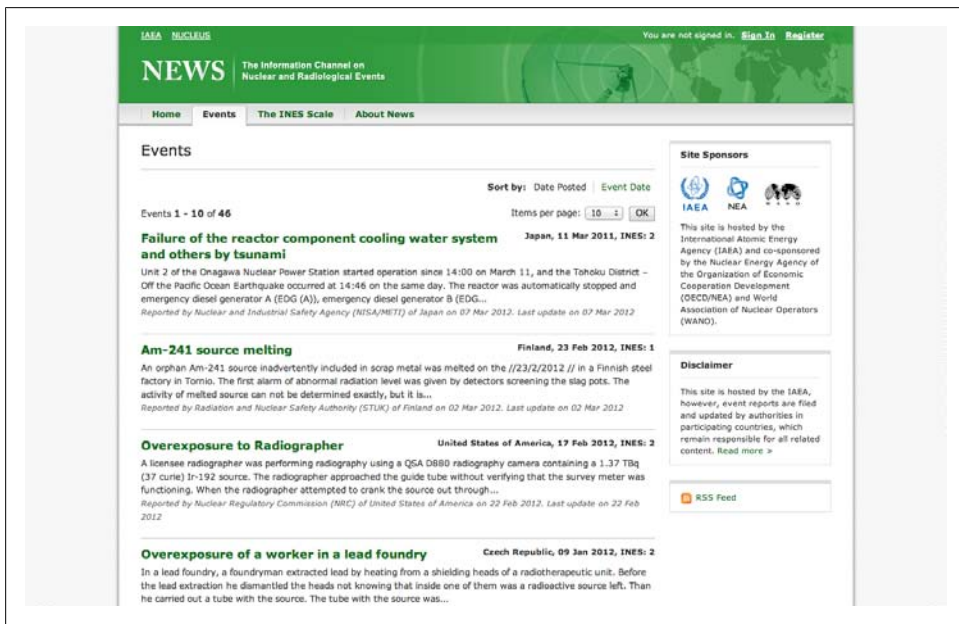 IAEA NUCLEUS
You are not signed in. Sign In Register
NEWS
The Information Channel on
Nuclear and Radiological Events
Home Events The INES Scale About News
Events
Sort by: Date Posted Event Date
Events 1 - 10 of 46
Items per page: 10 OK
Failure of the reactor component cooling water system
and others by tsunami
Japan, 11 Mar 2011, INES: 2
Unit 2 of the Onagawa Nuclear Power Station started operation since 14:00 on March 11, and the Tohoku District –
Off the Pacific Ocean Earthquake occurred at 14:46 on the same day. The reactor was automatically stopped and
emergency diesel generator A (EDG (A)), emergency diesel generator B (EDG...
Reported by Nuclear and Industrial Safety Agency (NISA/METI) of Japan on 07 Mar 2012. Last update on 07 Mar 2012
Am-241 source melting
Finland, 23 Feb 2012, INES: 1
An orphan Am-241 source inadvertently included in scrap metal was melted on the //23/2/2012 // in a Finnish steel
factory in Tornio. The first alarm of abnormal radiation level was given by detectors screening the slag pots. The
activity of melted source can not be determined exactly, but it is...
Reported by Radiation and Nuclear Safety Authority (STUK) of Finland on 02 Mar 2012. Last update on 02 Mar 2012
Overexposure to Radiographer
United States of America, 17 Feb 2012, INES: 2
A licensee radiographer was performing radiography using a QSA D880 radiography camera containing a 1.37 TBq
(37 curie) Ir-192 source. The radiographer approached the guide tube without verifying that the survey meter was
functioning. When the radiographer attempted to crank the source out through...
Reported by Nuclear Regulatory Commission (NRC) of United States of America on 22 Feb 2012. Last update on 22 Feb
2012
Overexposure of a worker in a lead foundry
Czech Republic, 09 Jan 2012, INES: 2
In a lead foundry, a foundryman extracted lead by heating from a shielding heads of a radiotherapeutic unit. Before
the lead extraction he dismantled the heads not knowing that inside one of them was a radioactive source left. Than
he carried out a tube with the source. The tube with the source was...
Site Sponsors
IAEA NEA WANO
This site is hosted by the
International Atomic Energy
Agency (IAEA) and co-sponsored
by the Nuclear Energy Agency of
the Organization of Economic
Cooperation Development
(OECD/NEA) and World
Association of Nuclear Operators
(WANO).
Disclaimer
This site is hosted by the IAEA,
however, event reports are filed
and updated by authorities in
participating countries, which
remain responsible for all related
content. Read more »
RSS Feed